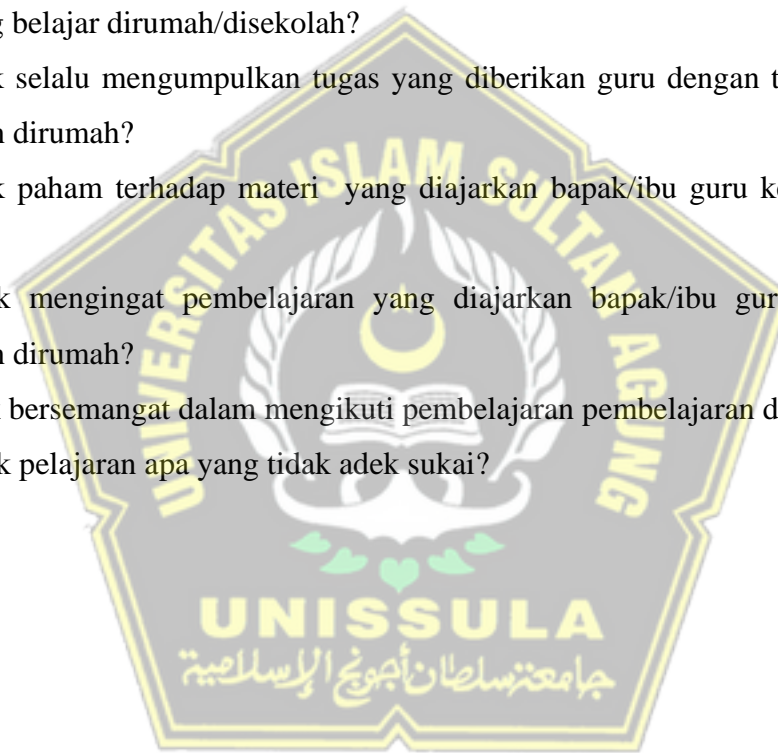 g belajar dirumah/disekolah?
k selalu mengumpulkan tugas yang diberikan guru dengan t
n dirumah?
k paham terhadap materi yang diajarkan bapak/ibu guru k
k mengingat pembelajaran yang diajarkan bapak/ibu gur
n dirumah?
bersemangat dalam mengikuti pembelajaran pembelajaran d
k pelajaran apa yang tidak adek sukai?
UNIVERSITAS ISLAM SULTAN AGUNG
UNISSULA
جامعة سلطان أجونج الإسلامية